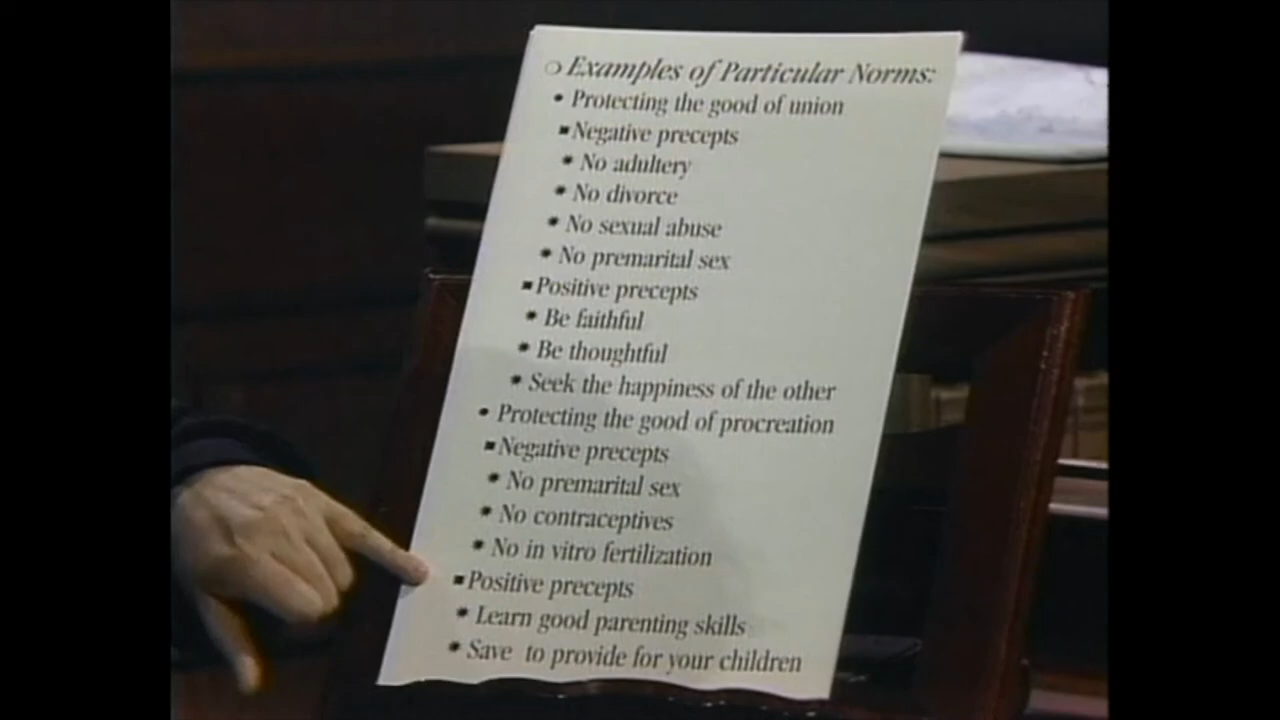 ○ Examples of Particular Norms:
• Protecting the good of union
▪ Negative precepts
* No adultery
* No divorce
* No sexual abuse
* No premarital sex
▪ Positive precepts
* Be faithful
* Be thoughtful
* Seek the happiness of the other
• Protecting the good of procreation
▪ Negative precepts
* No premarital sex
* No contraceptives
* No in vitro fertilization
▪ Positive precepts
* Learn good parenting skills
* Save to provide for your children